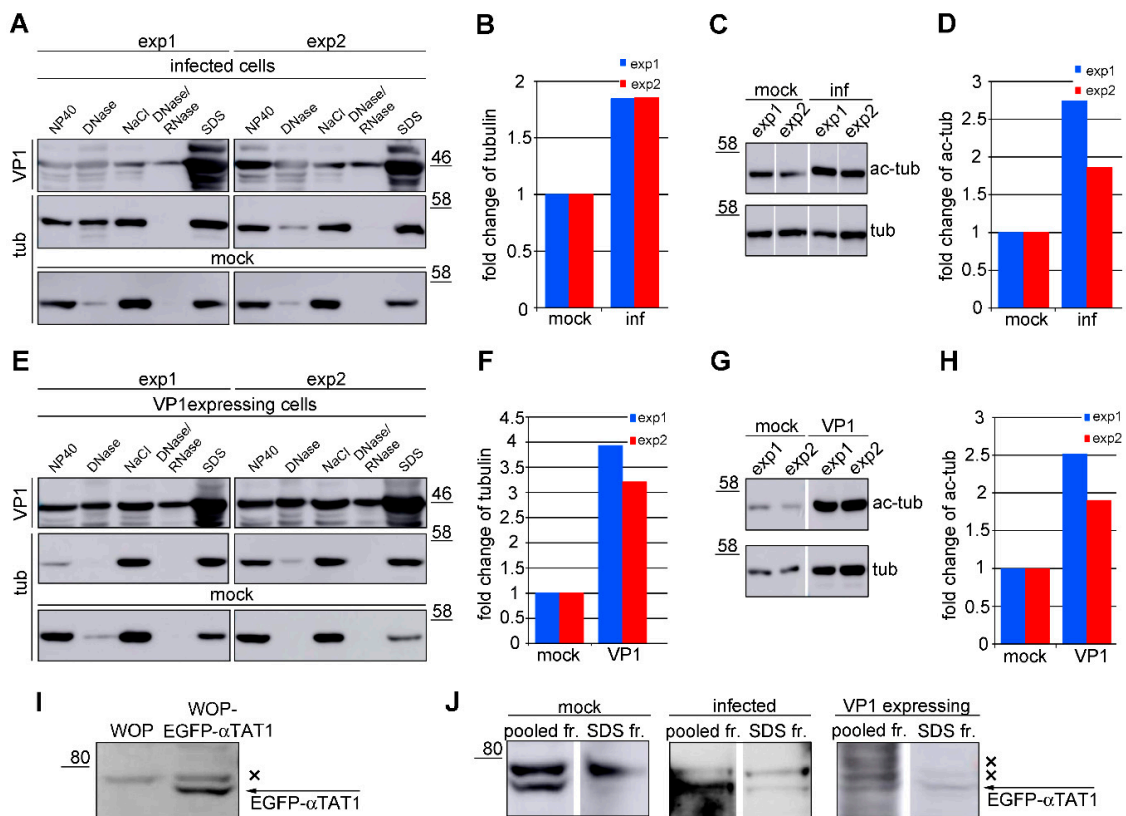 A
exp1 exp2
infected cells
NP40 DNase NaCl DNase/RNase SDS NP40 DNase NaCl DNase/RNase SDS
VP1
46
58
tub
mock
58
B
fold change of tubulin
exp1
exp2
2
1.5
1
0.5
0
mock inf
C
mock inf
exp1 exp2 exp1 exp2
58
ac-tub
58
tub
D
fold change of ac-tub
exp1
exp2
3
2.5
2
1.5
1
0.5
0
mock inf
E
exp1 exp2
VP1expressing cells
NP40 DNase NaCl DNase/RNase SDS NP40 DNase NaCl DNase/RNase SDS
VP1
46
58
tub
mock
58
F
fold change of tubulin
exp1
exp2
4.5
4
3.5
3
2.5
2
1.5
1
0.5
0
mock VP1
G
mock VP1
exp1 exp2 exp1 exp2
58
ac-tub
58
tub
H
fold change of ac-tub
exp1
exp2
3
2.5
2
1.5
1
0.5
0
mock VP1
I
WOP-
WOP EGFP-αTAT1
80
×
EGFP-αTAT1
J
mock infected VP1 expressing
pooled fr. SDS fr. pooled fr. SDS fr. pooled fr. SDS fr.
80
×
×
EGFP-αTAT1